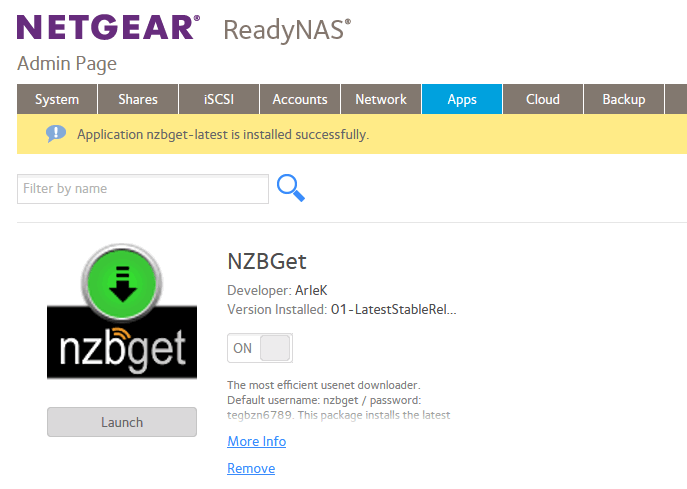 NETGEAR® ReadyNAS®
Admin Page
System Shares iSCSI Accounts Network Apps Cloud Backup
Application nzbget-latest is installed successfully.
Filter by name
NZBGet
Developer: ArleK
Version Installed: 01-LatestStableRel...
ON
nzbget
The most efficient usenet downloader.
Default username: nzbget / password:
tegbzn6789. This package installs the latest
Launch
More Info
Remove